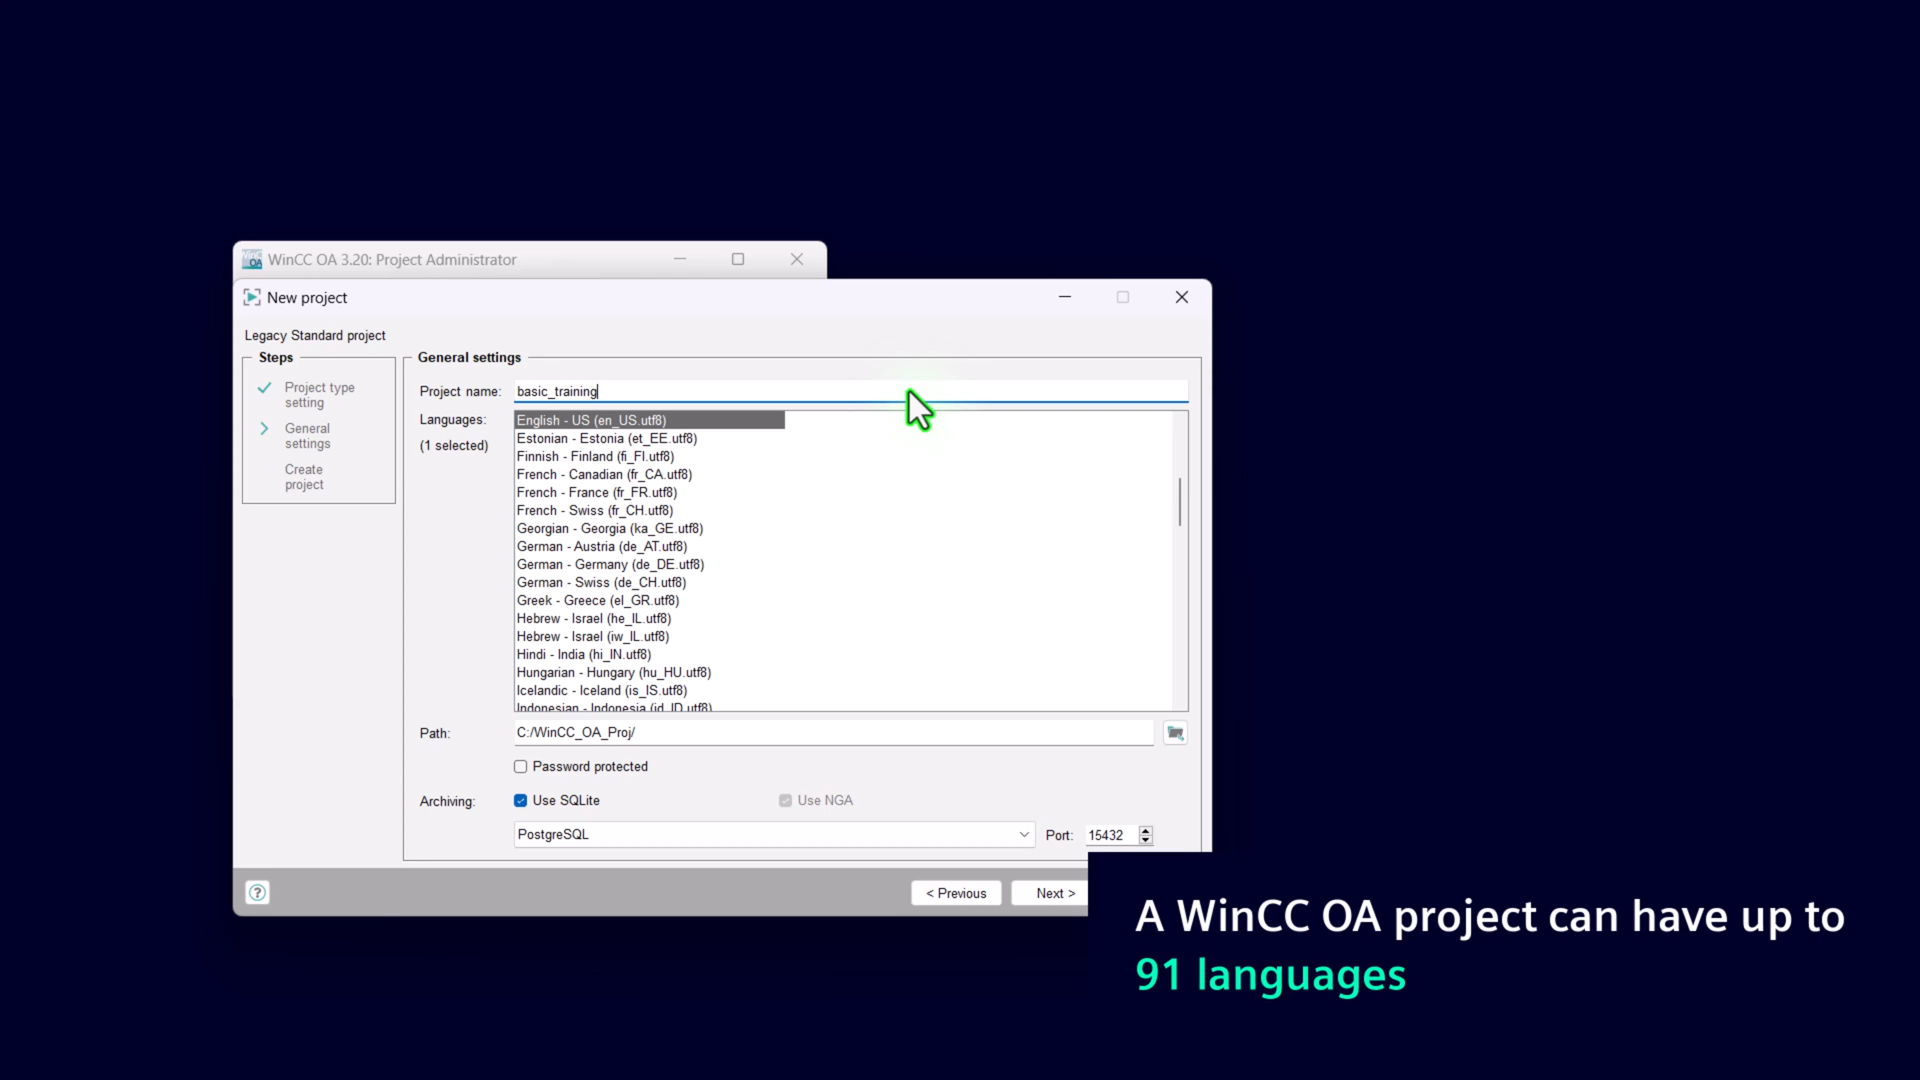 WinCC OA 3.20: Project Administrator
New project
Legacy Standard project
Steps
Project type
setting
General
settings
Create
project
General settings
Project name: basic_training
Languages:
(1 selected)
English - US (en_US.utf8)
Estonian - Estonia (et_EE.utf8)
Finnish - Finland (fi_FI.utf8)
French - Canadian (fr_CA.utf8)
French - France (fr_FR.utf8)
French - Swiss (fr_CH.utf8)
Georgian - Georgia (ka_GE.utf8)
German - Austria (de_AT.utf8)
German - Germany (de_DE.utf8)
German - Swiss (de_CH.utf8)
Greek - Greece (el_GR.utf8)
Hebrew - Israel (he_IL.utf8)
Hebrew - Israel (iw_IL.utf8)
Hindi - India (hi_IN.utf8)
Hungarian - Hungary (hu_HU.utf8)
Icelandic - Iceland (is_IS.utf8)
Indonesian - Indonesia (id_ID.utf8)
Path: C:/WinCC_OA_Proj/
Password protected
Archiving: Use SQLite Use NGA
PostgreSQL Port: 15432
? < Previous Next >
A WinCC OA project can have up to
91 languages